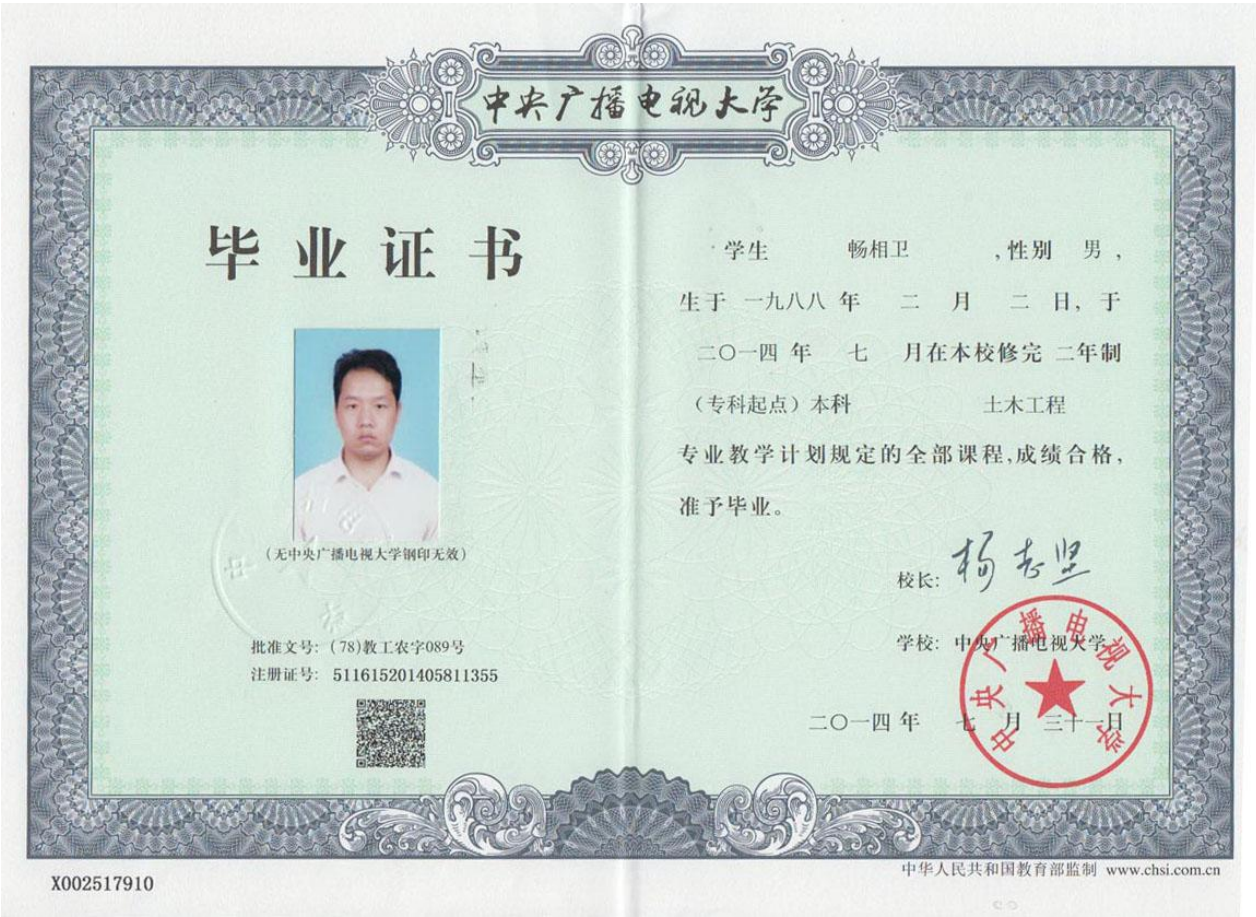 中央广播电视大学
毕业证书
学生 畅相卫 ,性别 男,
生于 一九八八 年 二 月 二 日, 于
二〇一四 年 七 月在本校修完 二年制
（专科起点）本科 土木工程
专业教学计划规定的全部课程,成绩合格,
准予毕业。
（无中央广播电视大学钢印无效）
校长: 杨志坚
批准文号: (78)教工农字089号
注册证号: 511615201405811355
学校: 中央广播电视大学
中央广播电视大学
二〇一四 年 七 月 三十一日
X002517910
中华人民共和国教育部监制 www.chsi.com.cn